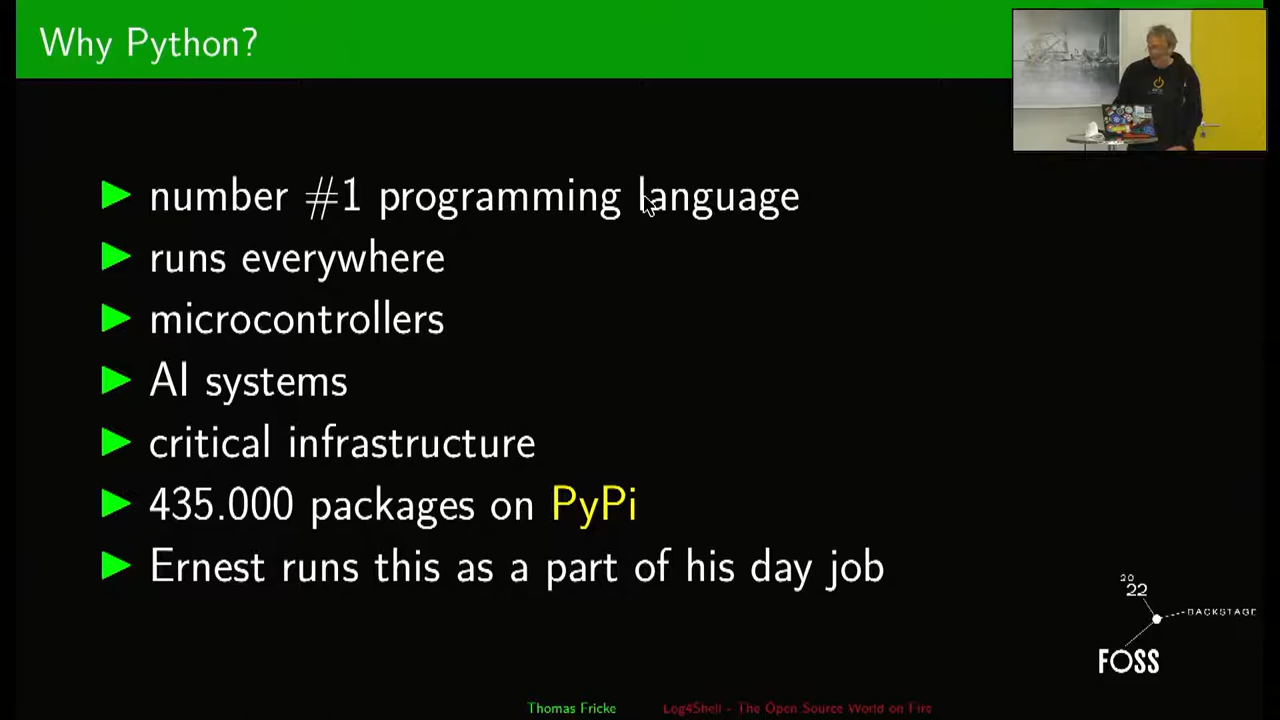 Why Python?
number #1 programming language
runs everywhere
microcontrollers
AI systems
critical infrastructure
435.000 packages on PyPi
Ernest runs this as a part of his day job
20
22
BACKSTAGE
FOSS
Thomas Fricke Log4Shell - The Open Source World on Fire